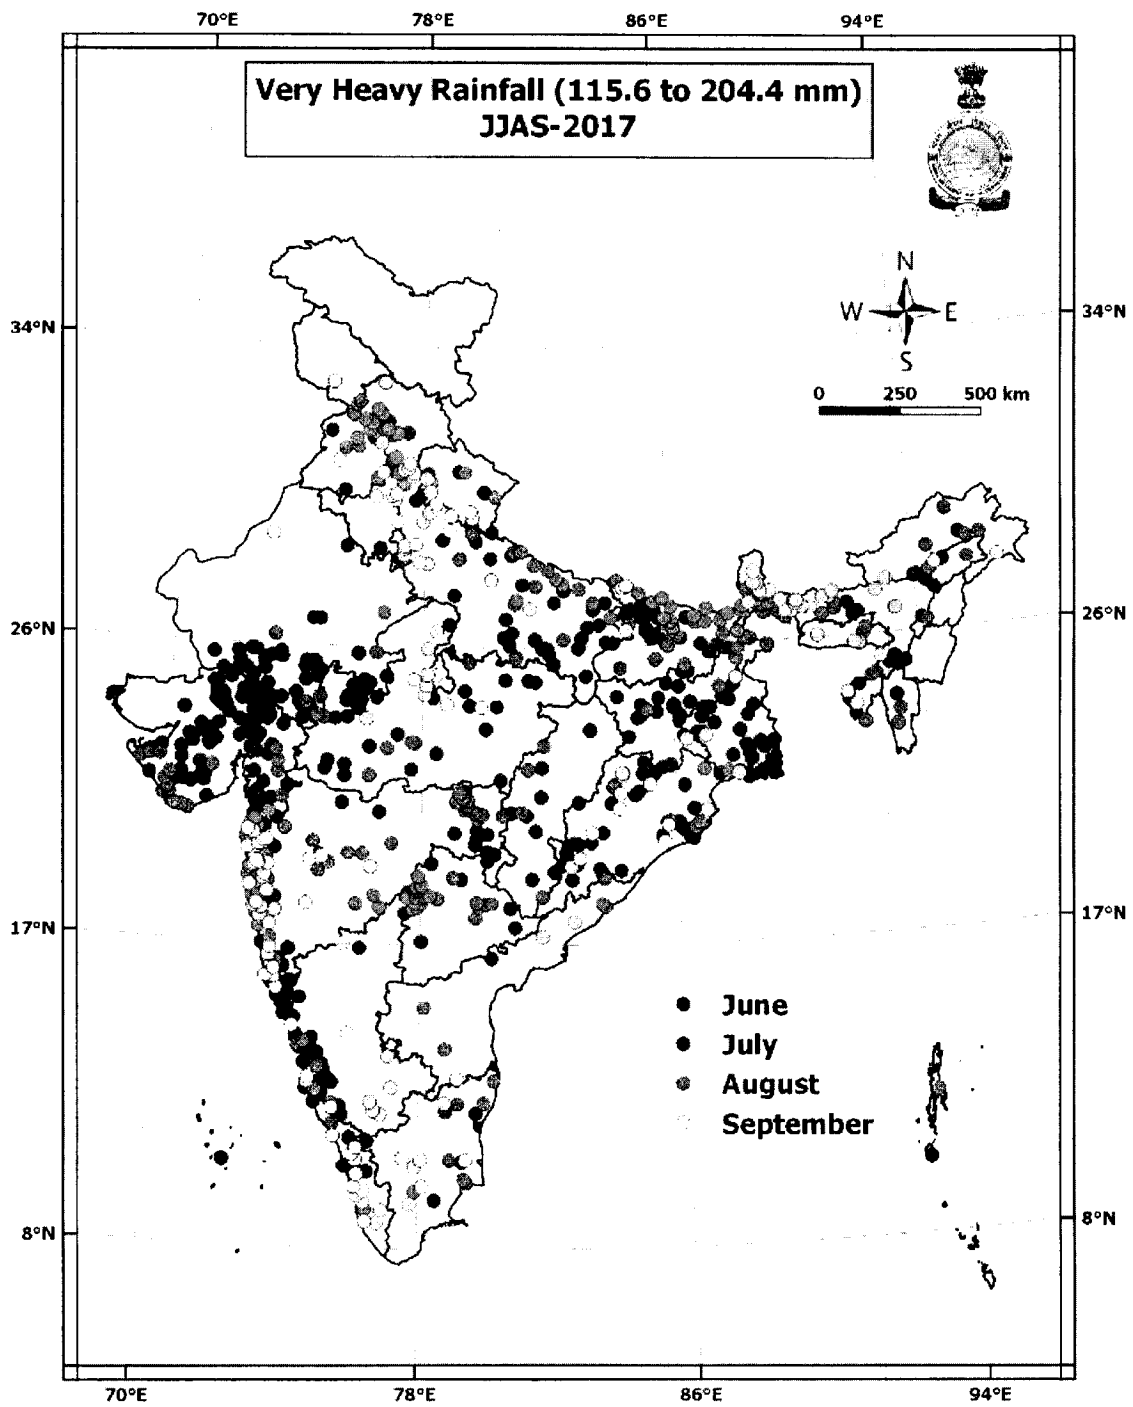 70°E 78°E 86°E 94°E
Very Heavy Rainfall (115.6 to 204.4 mm)
JJAS-2017
N
W E
S
34°N 34°N
0 250 500 km
26°N 26°N
17°N 17°N
June
July
August
September
8°N 8°N
70°E 78°E 86°E 94°E